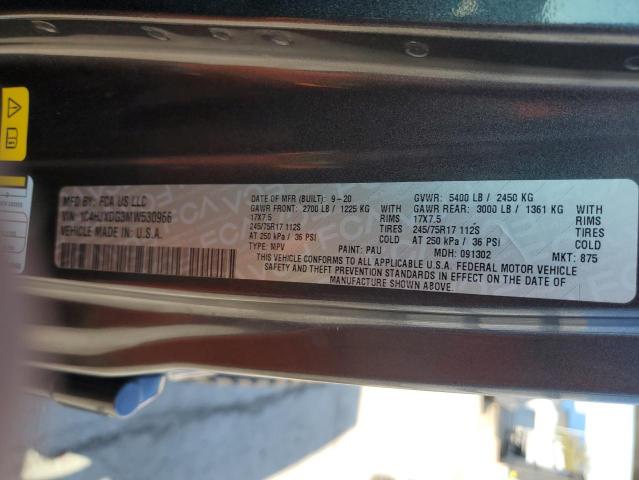 MFD BY: FCA US LLC
VIN: 1C4HJXDG3MW530966
VEHICLE MADE IN: U.S.A.
DATE OF MFR (BUILT): 9-20 GVWR: 5400 LB / 2450 KG
GAWR FRONT: 2700 LB / 1225 KG RIMS GAWR REAR: 3000 LB / 1361 KG RIMS
17X7.5 TIRES 17X7.5 TIRES
245/75R17 112S COLD 245/75R17 112S COLD
AT 250 kPa / 36 PSI AT 250 kPa / 36 PSI
TYPE: MPV PAINT: PAU MDH: 091302 MKT: 875
THIS VEHICLE CONFORMS TO ALL APPLICABLE U.S.A. FEDERAL MOTOR VEHICLE
SAFETY AND THEFT PREVENTION STANDARDS IN EFFECT ON THE DATE OF
MANUFACTURE SHOWN ABOVE.